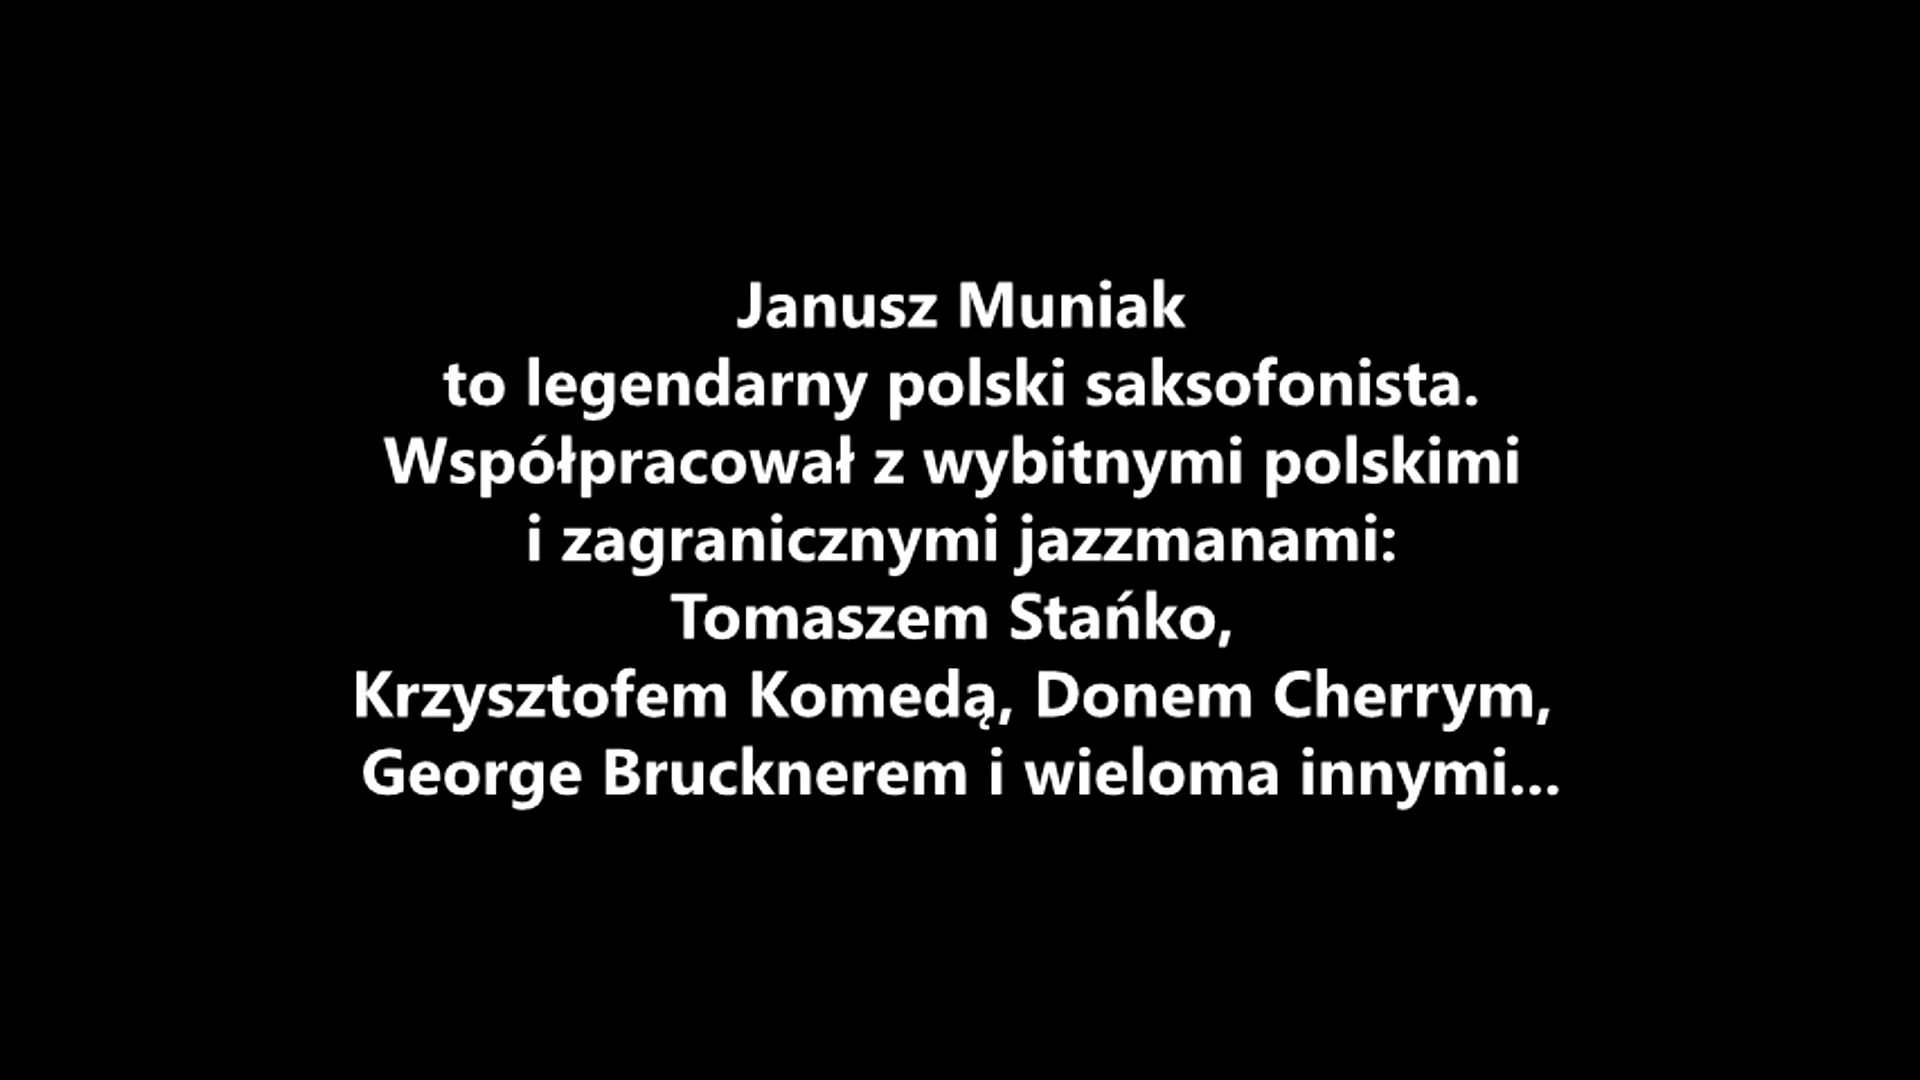 Janusz Muniak
to legendarny polski saksofonista.
Współpracował z wybitnymi polskimi
i zagranicznymi jazzmanami:
Tomaszem Stańko,
Krzysztofem Komedą, Donem Cherrym,
George Brucknerem i wieloma innymi...